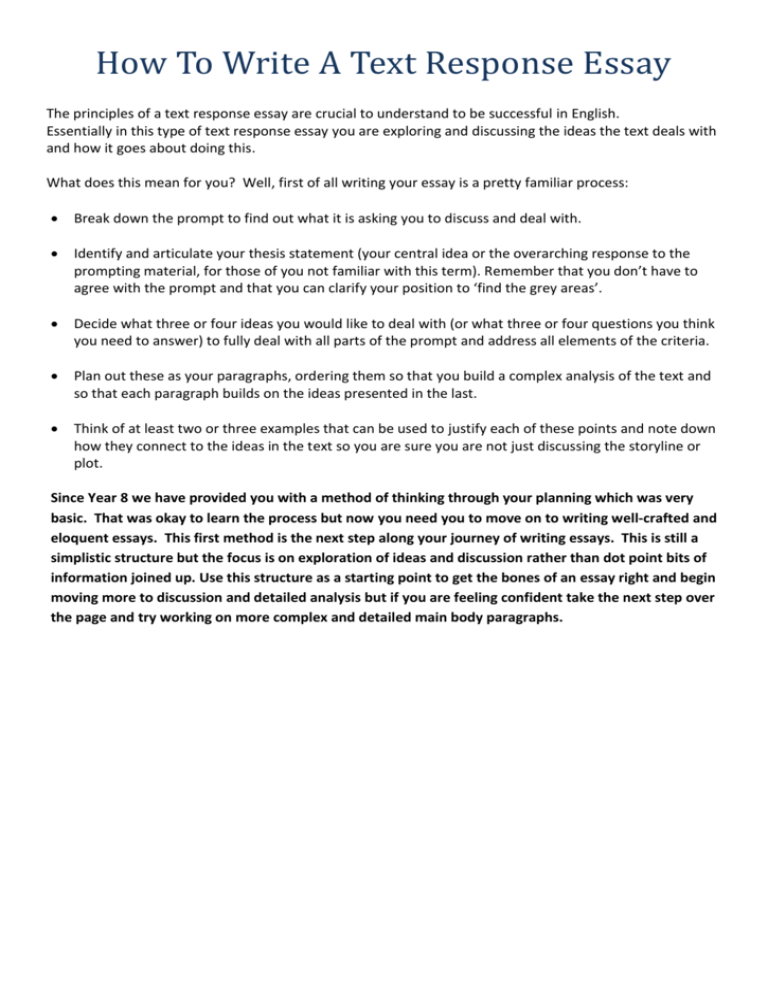 How To Write A Text Response Essay
The principles of a text response essay are crucial to understand to be successful in English.
Essentially in this type of text response essay you are exploring and discussing the ideas the text deals with
and how it goes about doing this.
What does this mean for you?  Well, first of all writing your essay is a pretty familiar process:
• Break down the prompt to find out what it is asking you to discuss and deal with.
• Identify and articulate your thesis statement (your central idea or the overarching response to the
prompting material, for those of you not familiar with this term). Remember that you don’t have to
agree with the prompt and that you can clarify your position to ‘find the grey areas’.
• Decide what three or four ideas you would like to deal with (or what three or four questions you think
you need to answer) to fully deal with all parts of the prompt and address all elements of the criteria.
• Plan out these as your paragraphs, ordering them so that you build a complex analysis of the text and
so that each paragraph builds on the ideas presented in the last.
• Think of at least two or three examples that can be used to justify each of these points and note down
how they connect to the ideas in the text so you are sure you are not just discussing the storyline or
plot.
Since Year 8 we have provided you with a method of thinking through your planning which was very
basic.  That was okay to learn the process but now you need you to move on to writing well-crafted and
eloquent essays.  This first method is the next step along your journey of writing essays.  This is still a
simplistic structure but the focus is on exploration of ideas and discussion rather than dot point bits of
information joined up. Use this structure as a starting point to get the bones of an essay right and begin
moving more to discussion and detailed analysis but if you are feeling confident take the next step over
the page and try working on more complex and detailed main body paragraphs.